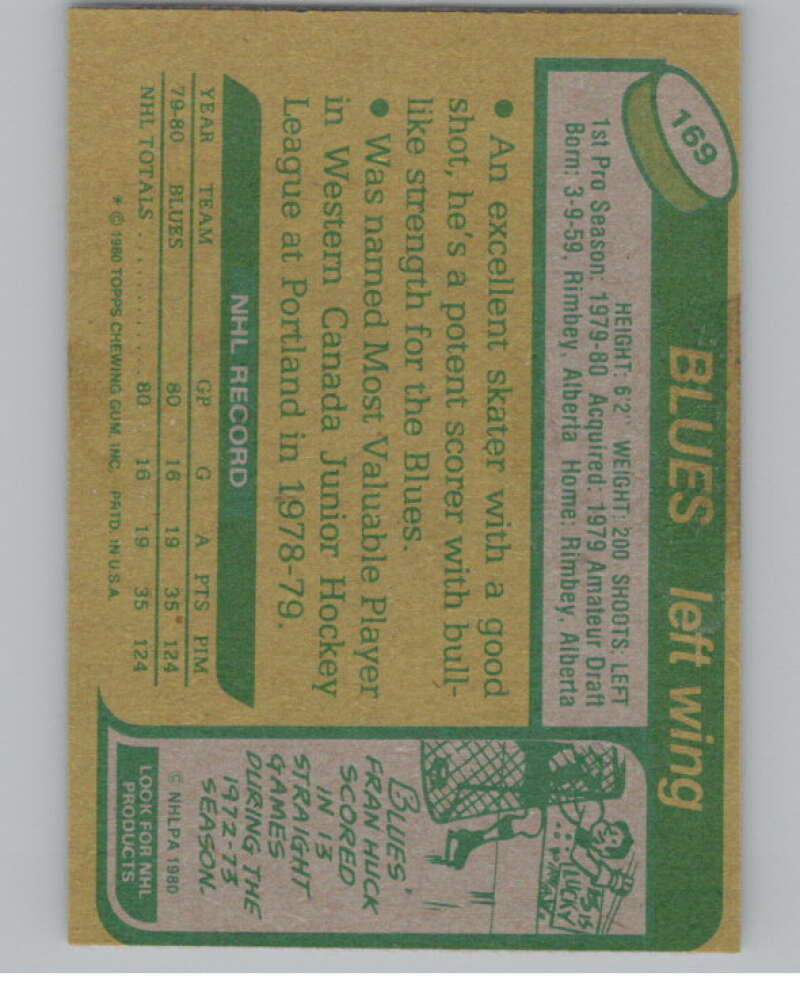 169
BLUES left wing
HEIGHT: 6'2" WEIGHT: 200 SHOOTS: LEFT
1st Pro Season: 1979-80 Acquired: 1979 Amateur Draft
Born: 3-9-59, Rimbey, Alberta Home: Rimbey, Alberta
● An excellent skater with a good
shot, he's a potent scorer with bull-
like strength for the Blues.
● Was named Most Valuable Player
in Western Canada Junior Hockey
League at Portland in 1978-79.
NHL RECORD
YEAR TEAM GP G A PTS PIM
79-80 BLUES 80 16 19 35 124
NHL TOTALS........... 80 16 19 35 124
* © 1980 TOPPS CHEWING GUM, INC. PRTD. IN U.S.A.
13 IS
LUCKY
BLUES'
FRAN HUCK
SCORED
IN 13
STRAIGHT
GAMES
DURING THE
1972-73
SEASON.
© NHLPA 1980
LOOK FOR NHL
PRODUCTS